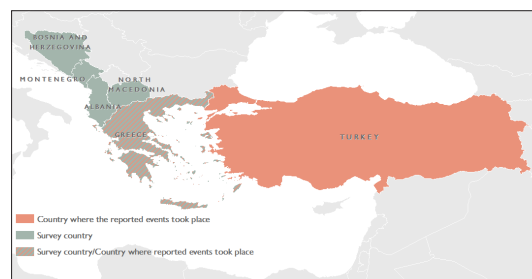 BOSNIA AND
HERZEGOVINA
MONTENEGRO
NORTH
MACEDONIA
ALBANIA
GREECE
TURKEY
Country where the reported events took place
Survey country
Survey country/Country where reported events took place